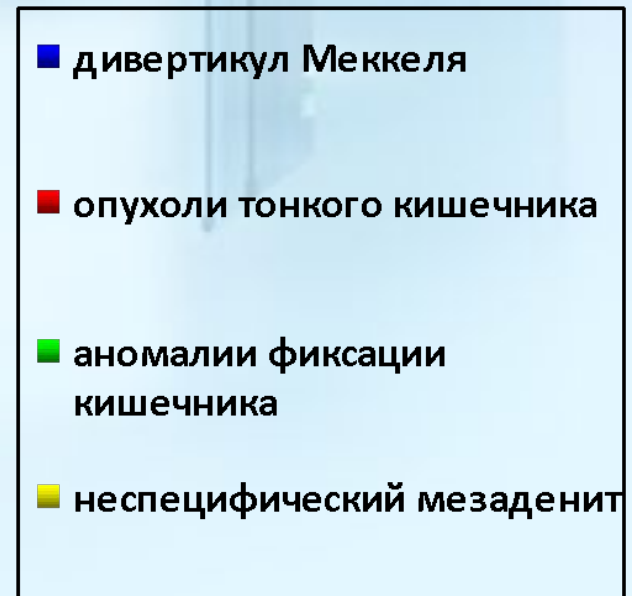 дивертикул Меккеля
опухоли тонкого кишечника
аномалии фиксации
кишечника
неспецифический мезаденит